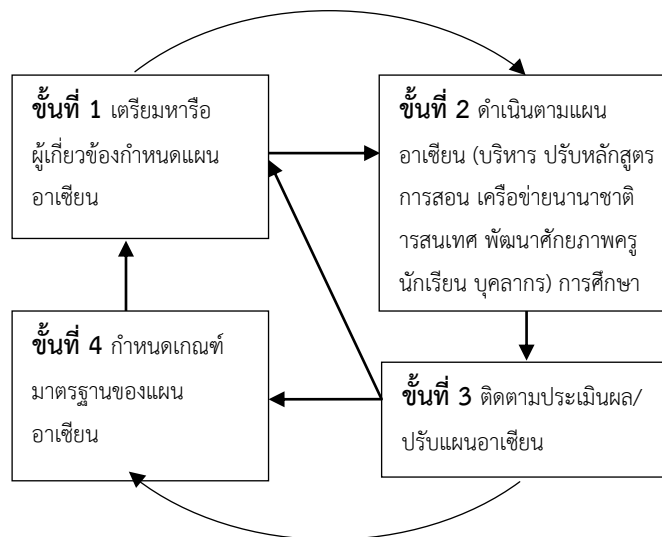 ขั้นที่ 1 เตรียมหารือ
ผู้เกี่ยวข้องกำหนดแผน
อาเซียน
ขั้นที่ 2 ดำเนินตามแผน
อาเซียน (บริหาร ปรับหลักสูตร
การสอน เครือข่ายนานาชาติ
ารสนเทศ พัฒนาศักยภาพครู
นักเรียน บุคลากร) การศึกษา
ขั้นที่ 3 ติดตามประเมินผล/
ปรับแผนอาเซียน
ขั้นที่ 4 กำหนดเกณฑ์
มาตรฐานของแผน
อาเซียน